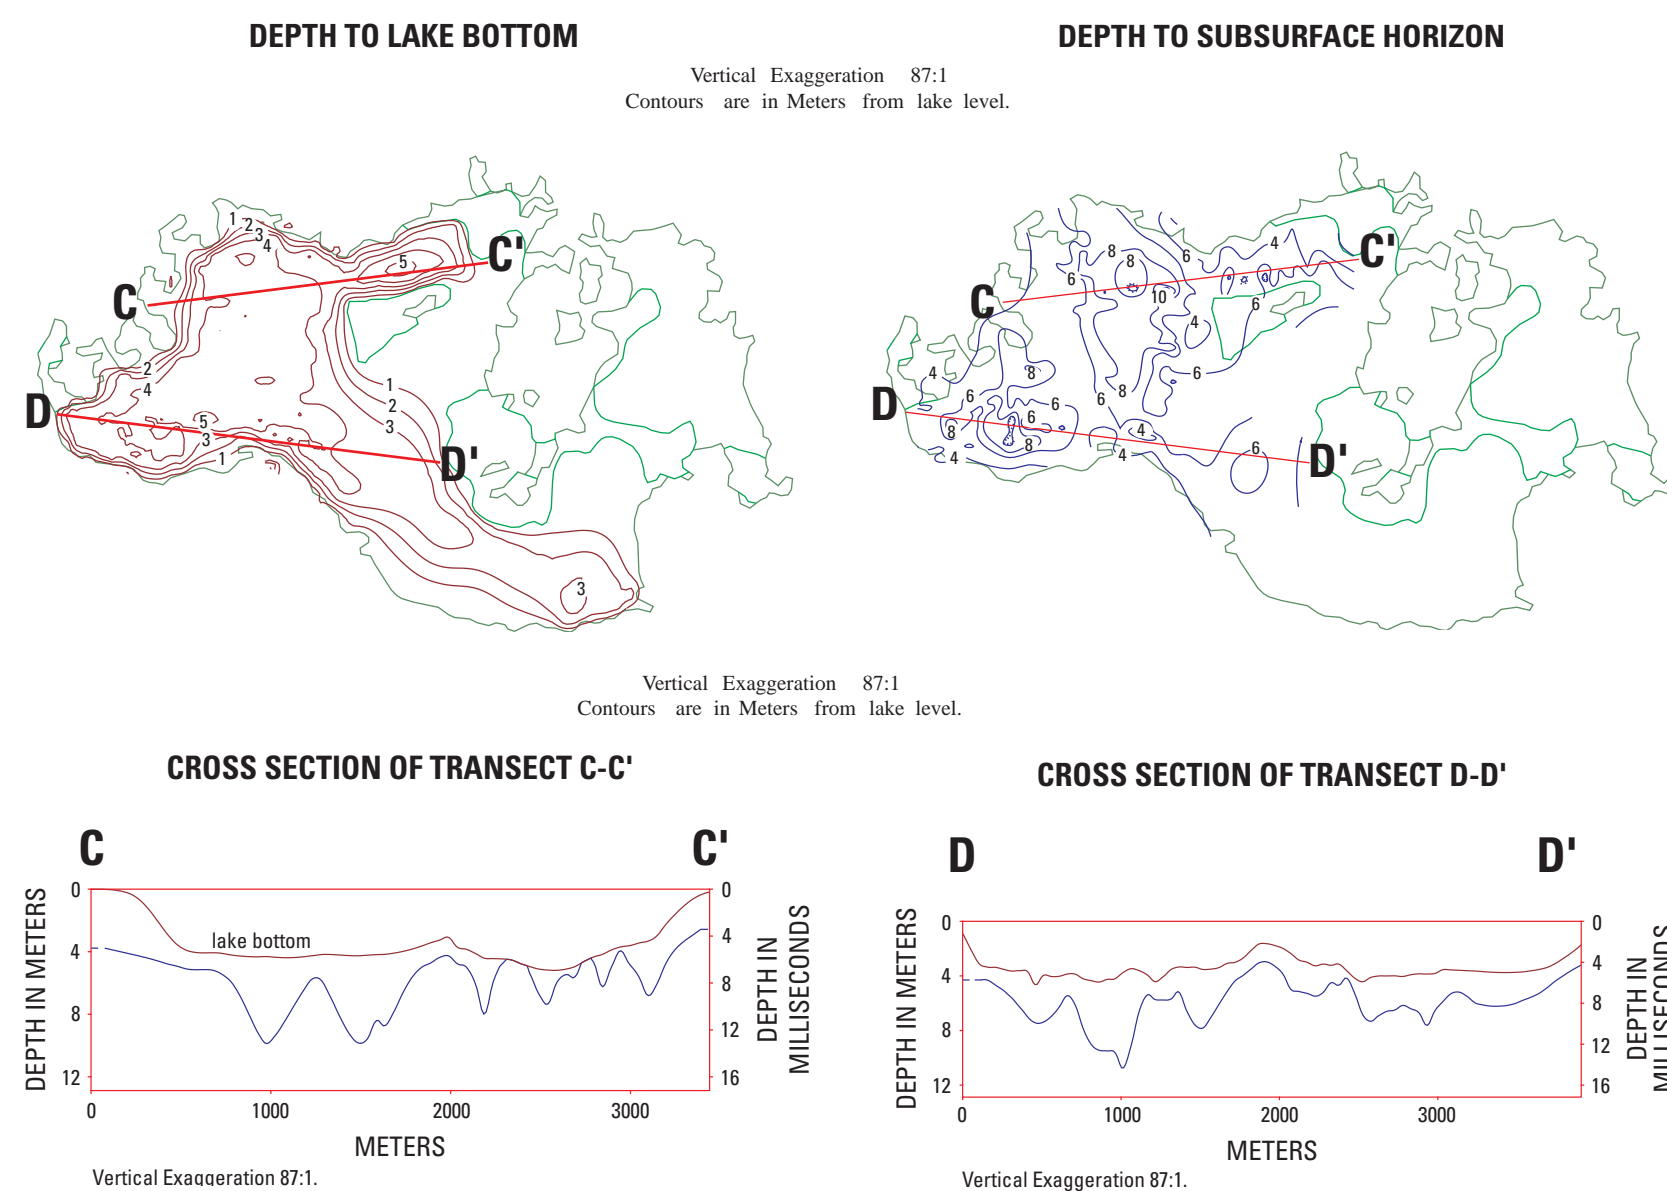 DEPTH TO LAKE BOTTOM
DEPTH TO SUBSURFACE HORIZON
Vertical Exaggeration 87:1
Contours are in Meters from lake level.
1
2
3
4
5
C'
C
2
4
D
5
3
1
1
2
3
D'
3
4
C'
6
8
8
6
10
C
6
4
4
8
6
8
6
D
6
6
6
8
8
4
4
4
6
D'
Vertical Exaggeration 87:1
Contours are in Meters from lake level.
CROSS SECTION OF TRANSECT C-C'
C
C'
DEPTH IN METERS
0
4
8
12
lake bottom
0
4
8
12
16
DEPTH IN
MILLISECONDS
0
1000
2000
3000
METERS
Vertical Exaggeration 87:1.
CROSS SECTION OF TRANSECT D-D'
D
D'
DEPTH IN METERS
0
4
8
12
0
4
8
12
16
DEPTH IN
MILLISECONDS
0
1000
2000
3000
METERS
Vertical Exaggeration 87:1.